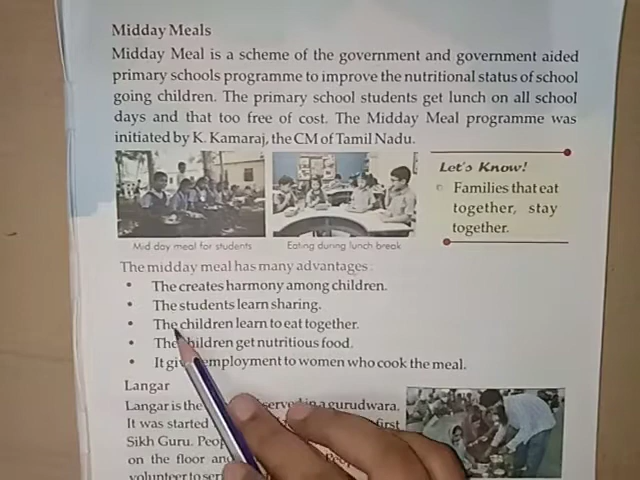 Midday Meals
Midday Meal is a scheme of the government and government aided
primary schools programme to improve the nutritional status of school
going children. The primary school students get lunch on all school
days and that too free of cost. The Midday Meal programme was
initiated by K. Kamaraj, the CM of Tamil Nadu.
Mid day meal for students
Eating during lunch break
Let's Know!
Families that eat
together, stay
together.
The midday meal has many advantages:
• The creates harmony among children.
• The students learn sharing.
• The children learn to eat together.
• The children get nutritious food.
• It employment to women who cook the meal.
Langar
Langar is the served in a gurudwara.
It was started first
Sikh Guru.
on the floor and
volunteer to